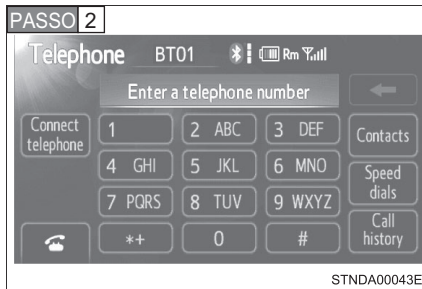 PASSO 2
Telephone BT01 Rm
Enter a telephone number
Connect telephone
1
2 ABC
3 DEF
Contacts
4 GHI
5 JKL
6 MNO
Speed dials
7 PQRS
8 TUV
9 WXYZ
Call history
*+
0
#
STNDA00043E